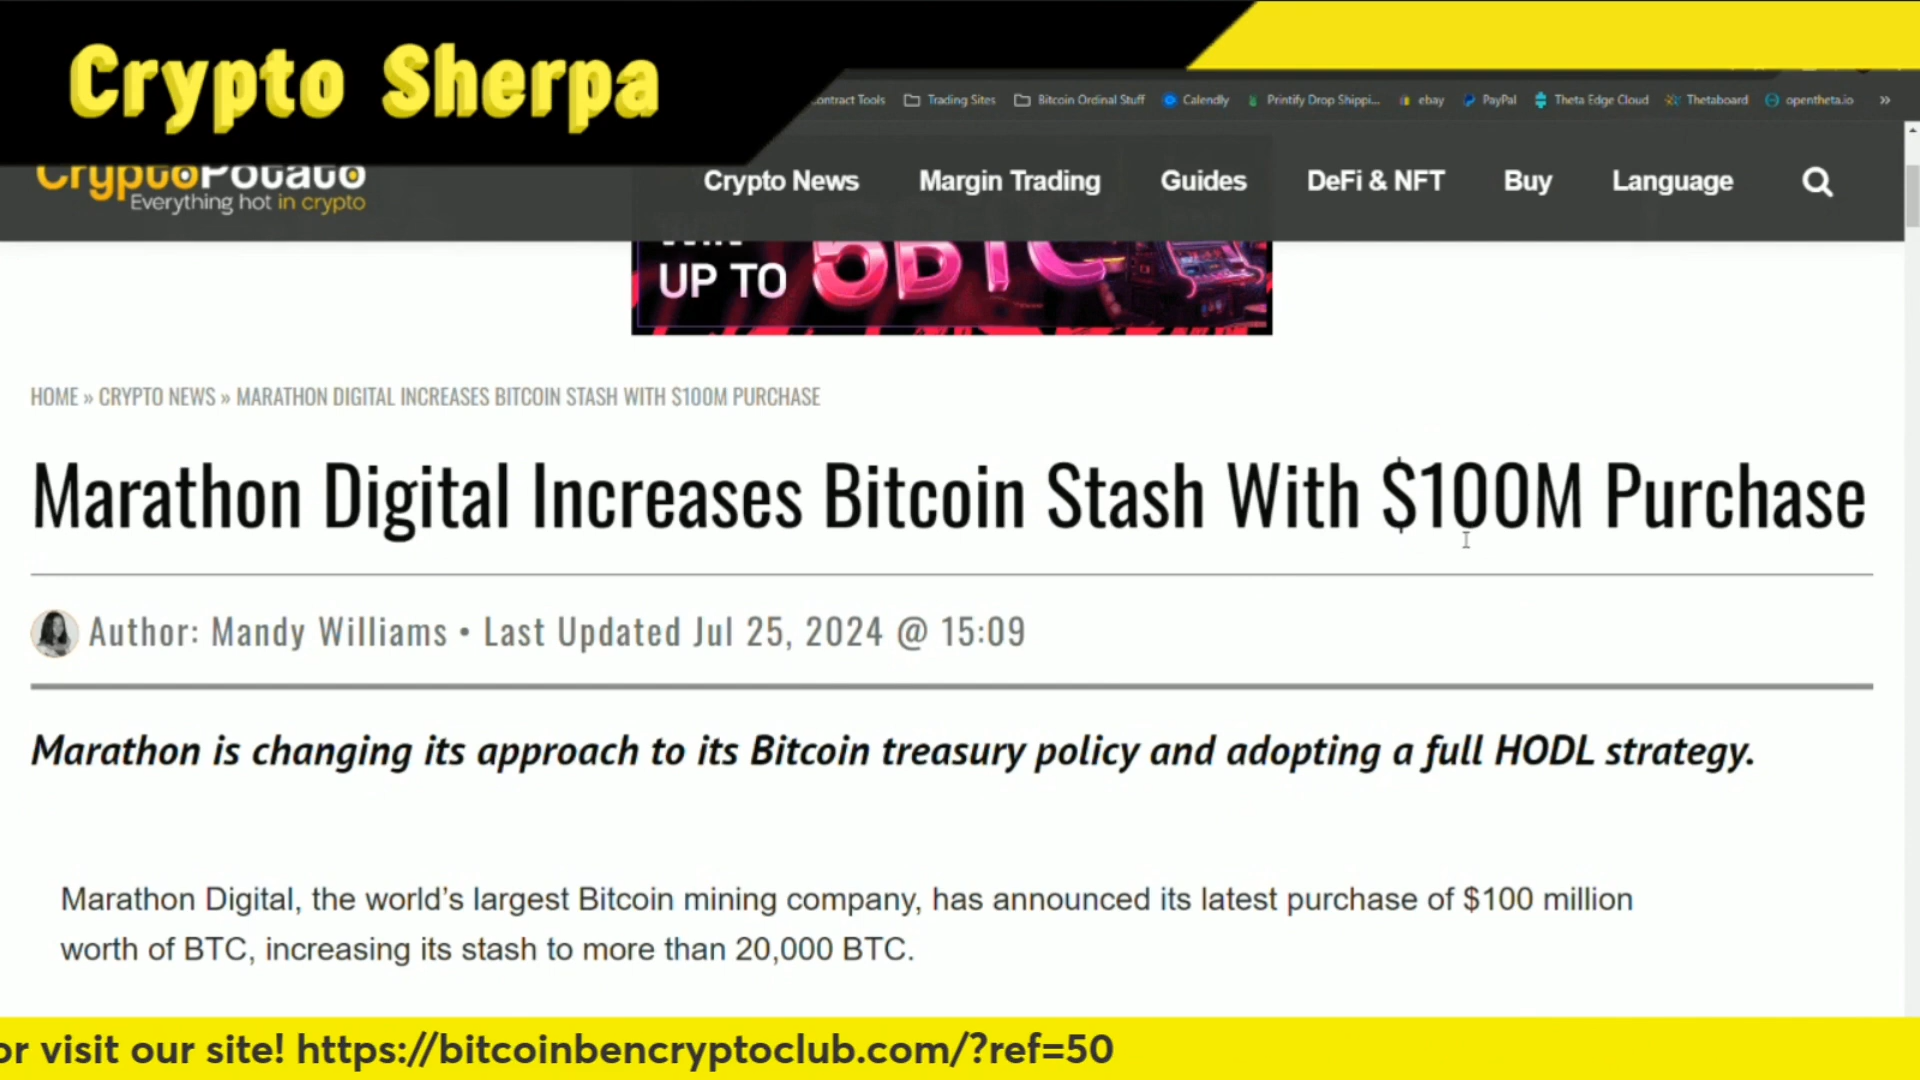 Crypto Sherpa
ontract Tools Trading Sites Bitcoin Ordinal Stuff Calendly Printify Drop Shippi... ebay PayPal Theta Edge Cloud Thetaboard opentheta.io »
CryptoPotato
Everything hot in crypto
Crypto News Margin Trading Guides DeFi & NFT Buy Language
WIN
UP TO 5BTC
HOME » CRYPTO NEWS » MARATHON DIGITAL INCREASES BITCOIN STASH WITH $100M PURCHASE
Marathon Digital Increases Bitcoin Stash With $100M Purchase
Author: Mandy Williams • Last Updated Jul 25, 2024 @ 15:09
Marathon is changing its approach to its Bitcoin treasury policy and adopting a full HODL strategy.
Marathon Digital, the world's largest Bitcoin mining company, has announced its latest purchase of $100 million
worth of BTC, increasing its stash to more than 20,000 BTC.
or visit our site! https://bitcoinbencryptoclub.com/?ref=50